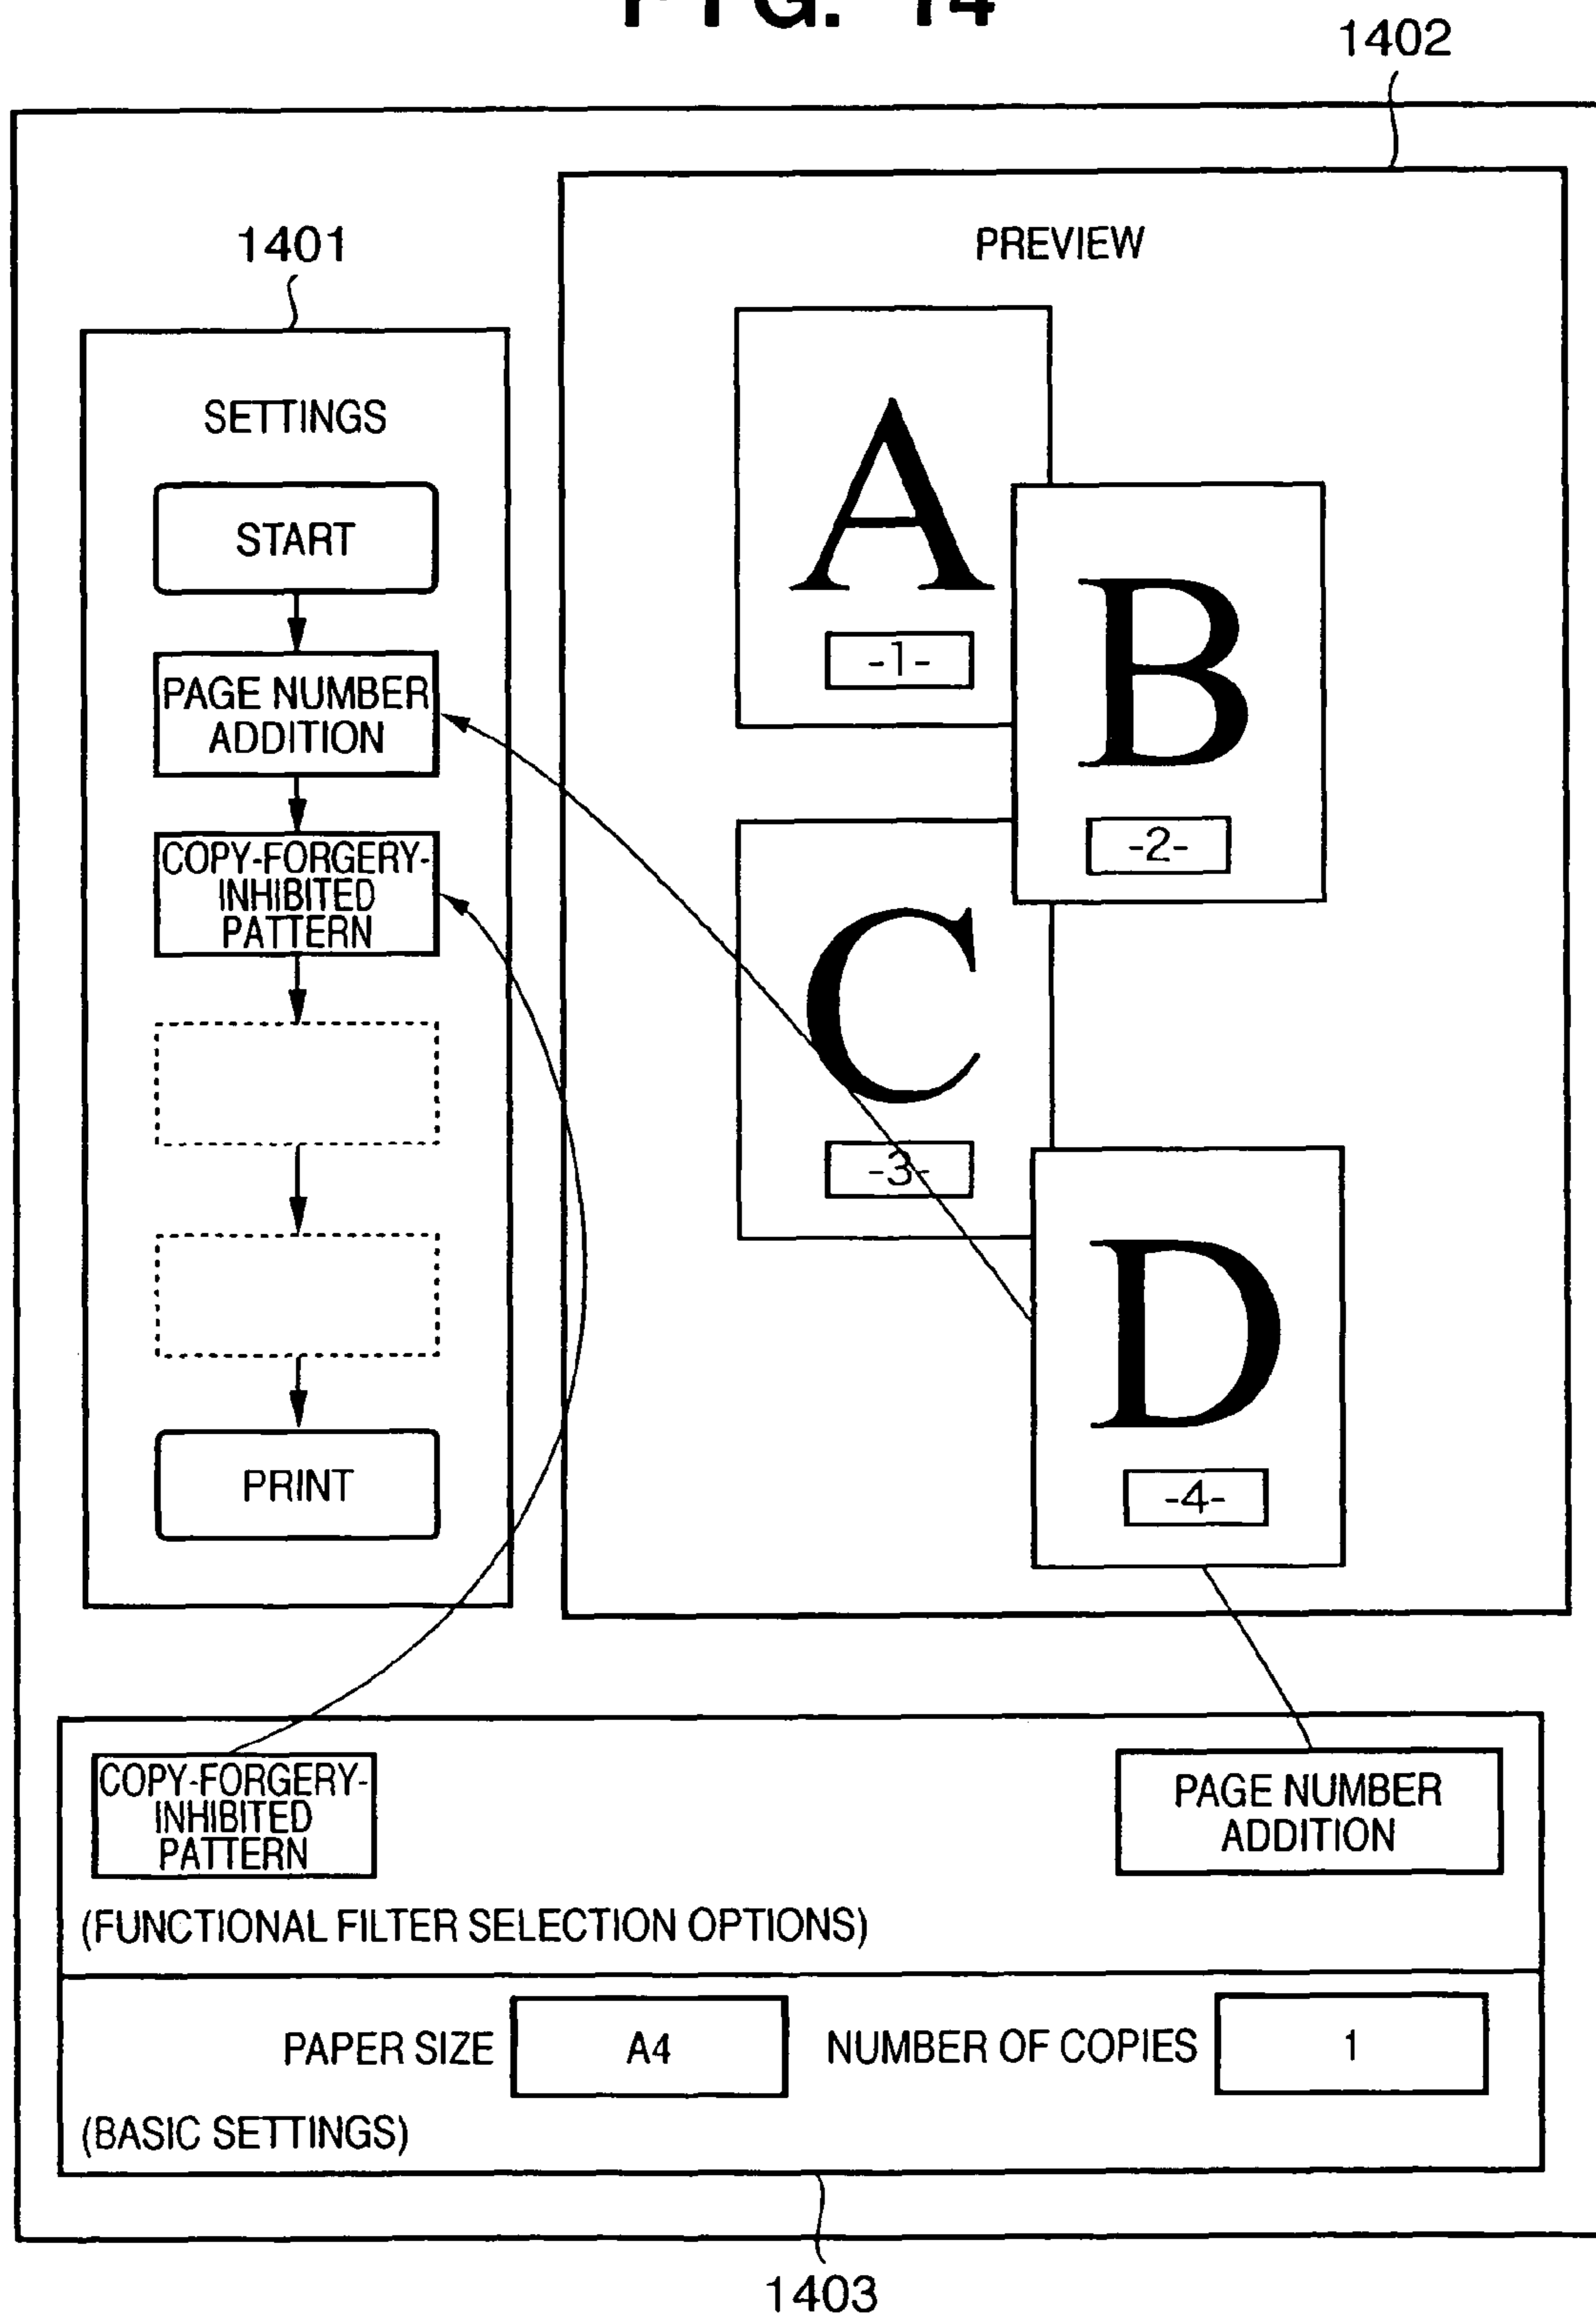 FIG. 14
1402
1401
PREVIEW
SETTINGS
START
PAGE NUMBER
ADDITION
COPY-FORGERY-
INHIBITED
PATTERN
PRINT
A
-1-
B
-2-
C
-3-
D
-4-
COPY-FORGERY-
INHIBITED
PATTERN
PAGE NUMBER
ADDITION
(FUNCTIONAL FILTER SELECTION OPTIONS)
PAPER SIZE A4 NUMBER OF COPIES 1
(BASIC SETTINGS)
1403